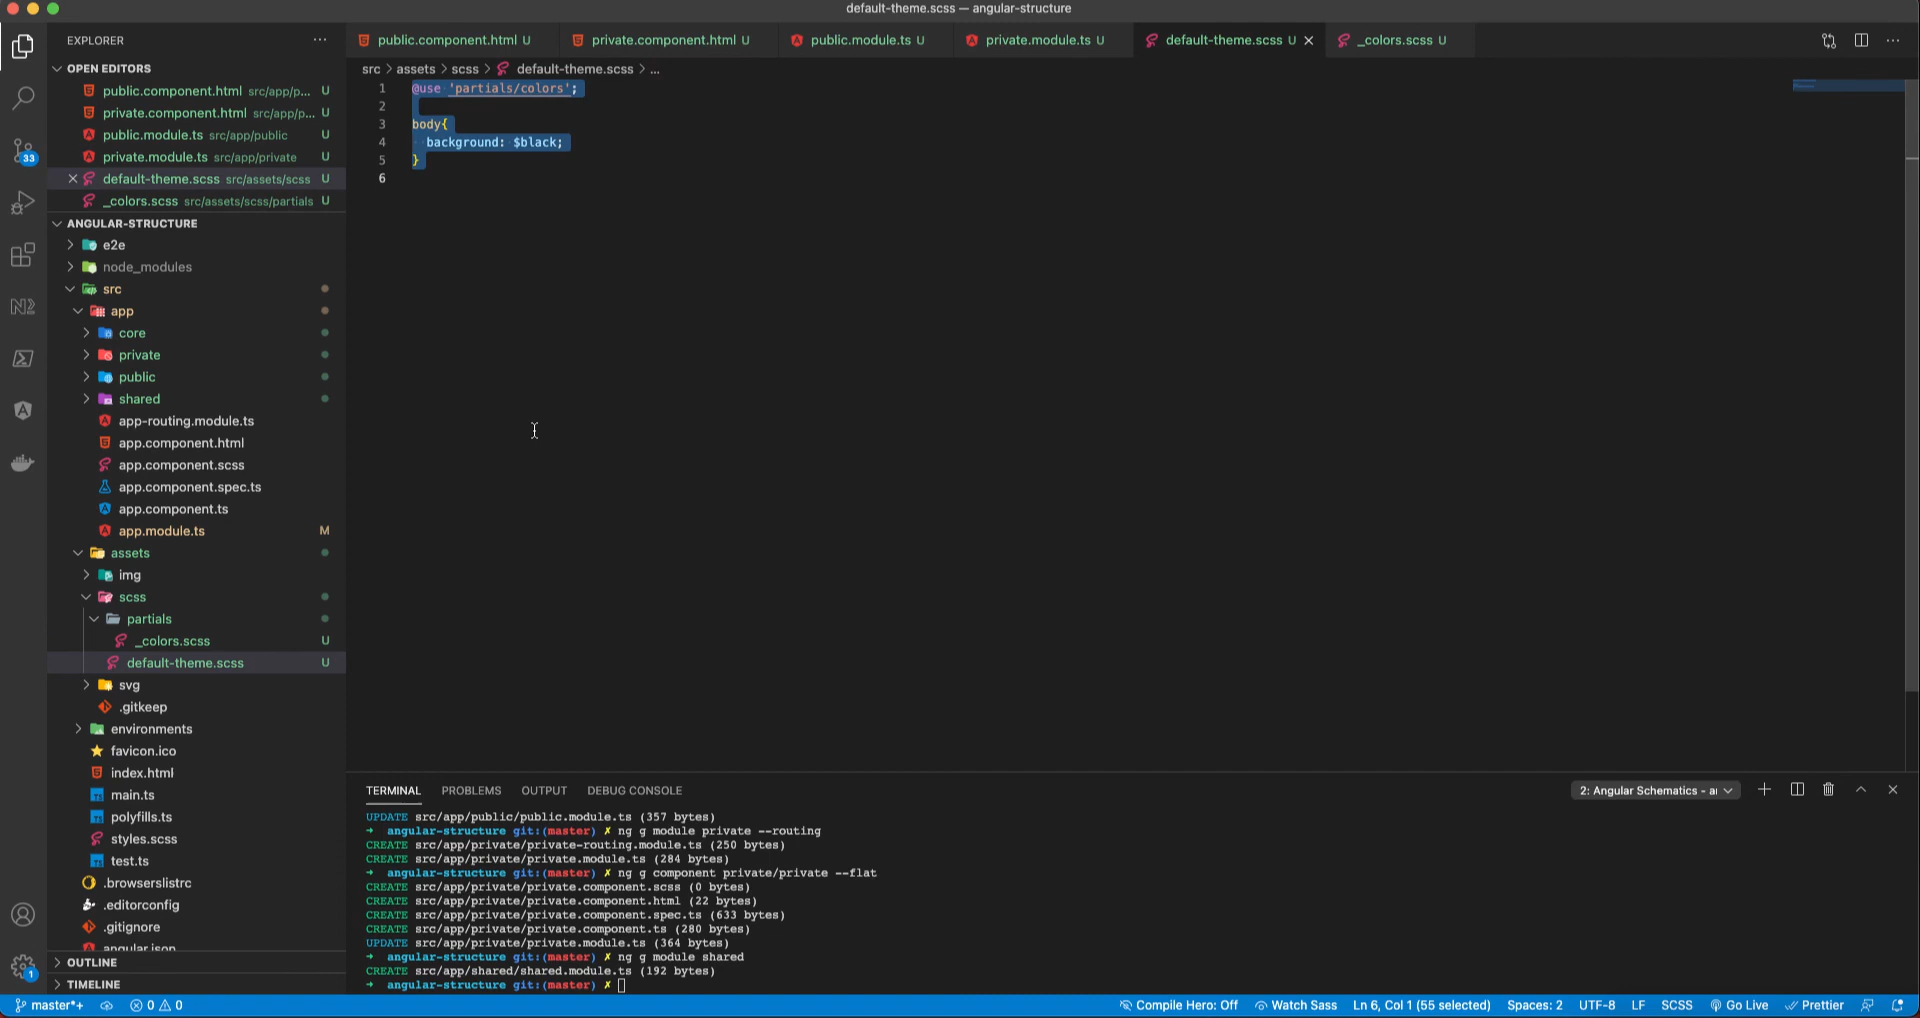 default-theme.scss — angular-structure
EXPLORER
public.component.html U
private.component.html U
public.module.ts U
private.module.ts U
default-theme.scss U
_colors.scss U
OPEN EDITORS
public.component.html src/app/p... U
private.component.html src/app/p... U
public.module.ts src/app/public U
private.module.ts src/app/private U
default-theme.scss src/assets/scss U
_colors.scss src/assets/scss/partials U
ANGULAR-STRUCTURE
e2e
node_modules
src
app
core
private
public
shared
app-routing.module.ts
app.component.html
app.component.scss
app.component.spec.ts
app.component.ts
app.module.ts M
assets
img
scss
partials
_colors.scss U
default-theme.scss U
svg
.gitkeep
environments
favicon.ico
index.html
main.ts
polyfills.ts
styles.scss
test.ts
.browserslistrc
.editorconfig
.gitignore
angular.json
OUTLINE
TIMELINE
33
1
src > assets > scss > default-theme.scss > ...
1 @use 'partials/colors';
2
3 body{
4 background: $black;
5 }
6
TERMINAL PROBLEMS OUTPUT DEBUG CONSOLE
2: Angular Schematics - ai
UPDATE src/app/public/public.module.ts (357 bytes)
➜ angular-structure git:(master) ✗ ng g module private --routing
CREATE src/app/private/private-routing.module.ts (250 bytes)
CREATE src/app/private/private.module.ts (284 bytes)
➜ angular-structure git:(master) ✗ ng g component private/private --flat
CREATE src/app/private/private.component.scss (0 bytes)
CREATE src/app/private/private.component.html (22 bytes)
CREATE src/app/private/private.component.spec.ts (633 bytes)
CREATE src/app/private/private.component.ts (280 bytes)
UPDATE src/app/private/private.module.ts (364 bytes)
➜ angular-structure git:(master) ✗ ng g module shared
CREATE src/app/shared/shared.module.ts (192 bytes)
➜ angular-structure git:(master) ✗
master*+ 0 0
Compile Hero: Off Watch Sass Ln 6, Col 1 (55 selected) Spaces: 2 UTF-8 LF SCSS Go Live Prettier